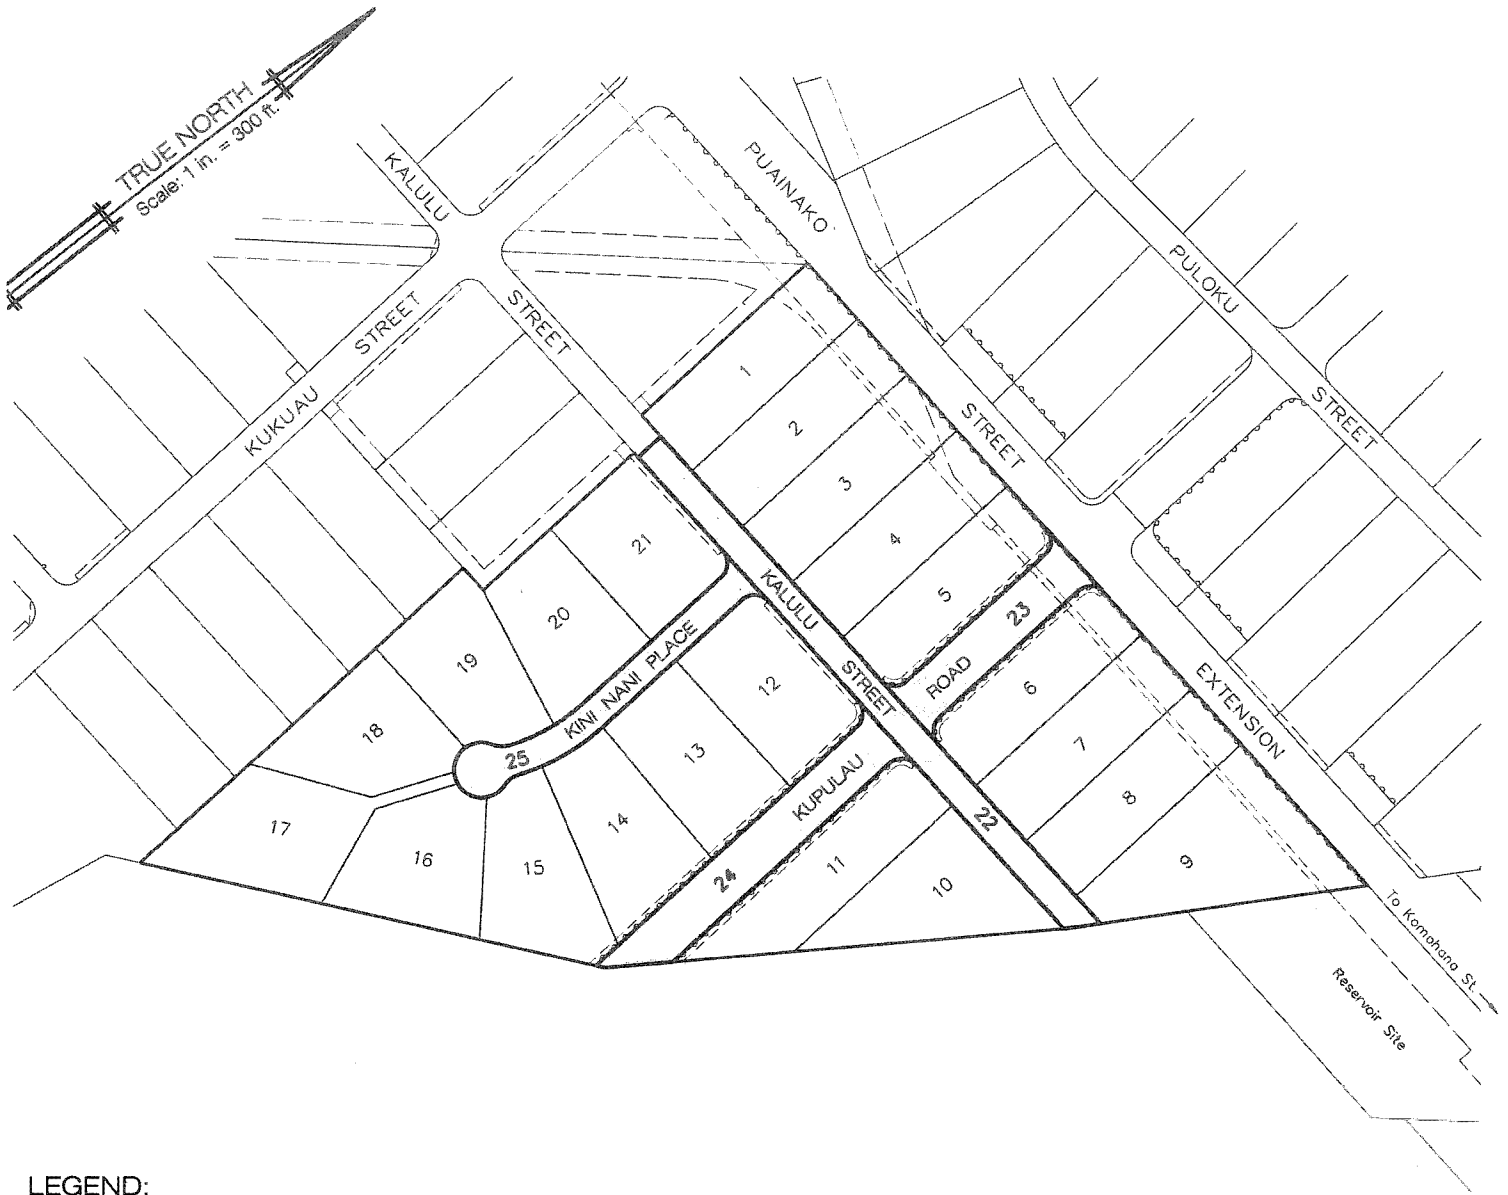 TRUE NORTH
Scale: 1 in. = 300 ft.
KALULU
STREET
KUKUAU STREET
PUAINAKO
STREET
EXTENSION
PULOKU
STREET
1
2
3
4
5
23
ROAD
6
7
8
9
KALULU
STREET
22
21
20
19
18
17
16
15
14
13
12
KINI NANI PLACE
25
KUPULAU
24
11
10
To Komohana St.
Reservoir Site
LEGEND: